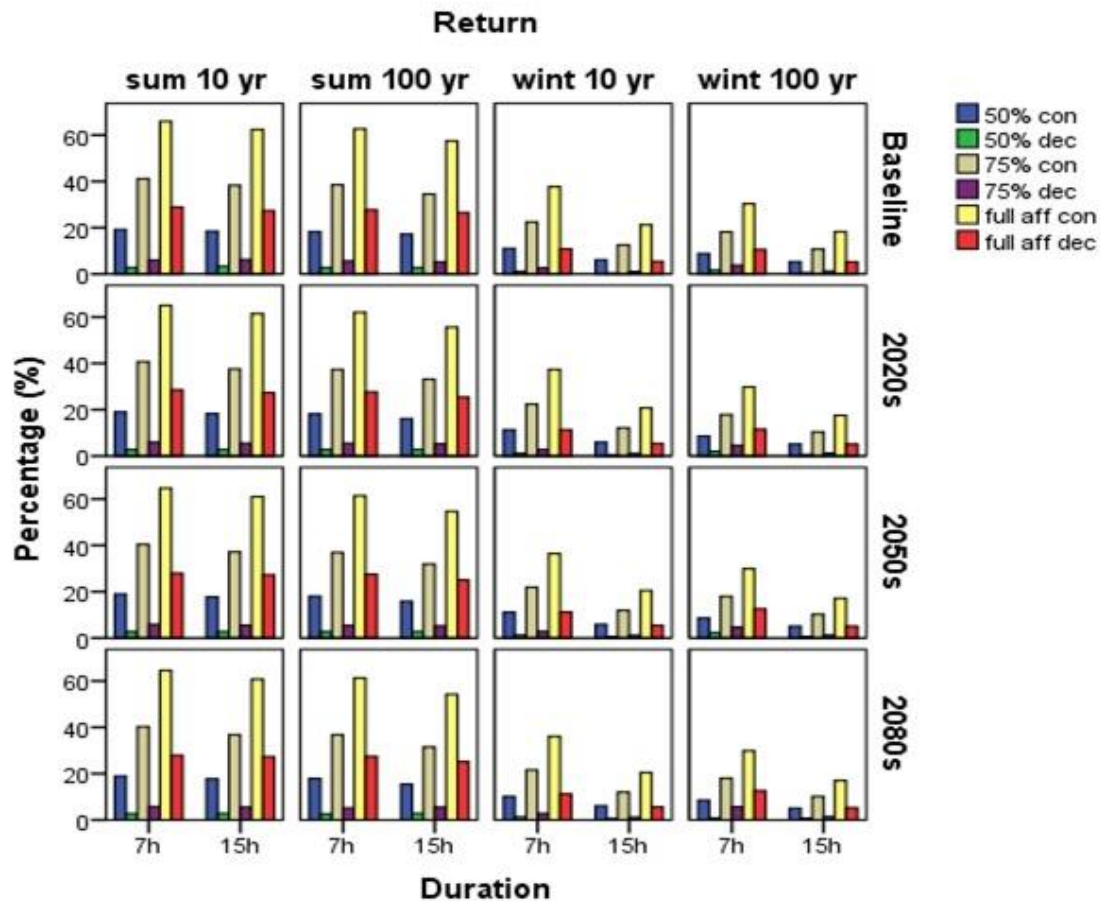 Return
sum 10 yr sum 100 yr wint 10 yr wint 100 yr
50% con
50% dec
75% con
75% dec
full aff con
full aff dec
Percentage (%)
60
40
20
0
Baseline
60
40
20
0
2020s
60
40
20
0
2050s
60
40
20
0
2080s
7h 15h 7h 15h 7h 15h 7h 15h
Duration